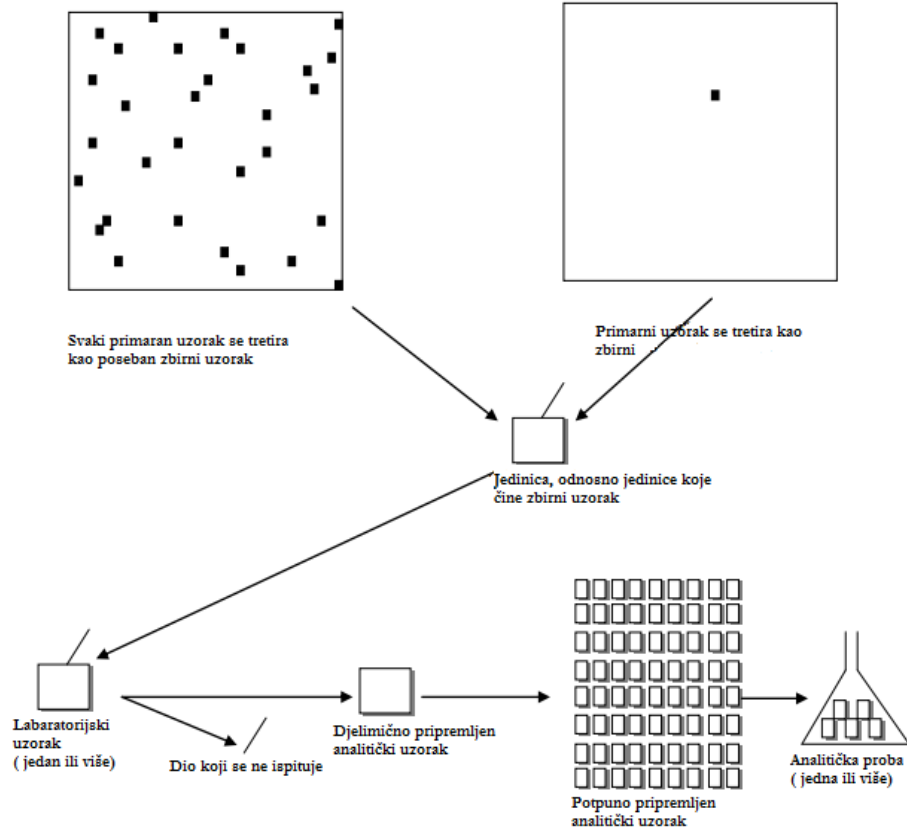 Svaki primaran uzorak se tretira
kao poseban zbirni uzorak
Primarni uzorak se tretira kao
zbirni
Jedinica, odnosno jedinice koje
čine zbirni uzorak
Labaratorijski
uzorak
( jedan ili više)
Dio koji se ne ispituje
Djelimično pripremljen
analitički uzorak
Potpuno pripremljen
analitički uzorak
Analitička proba
( jedna ili više)